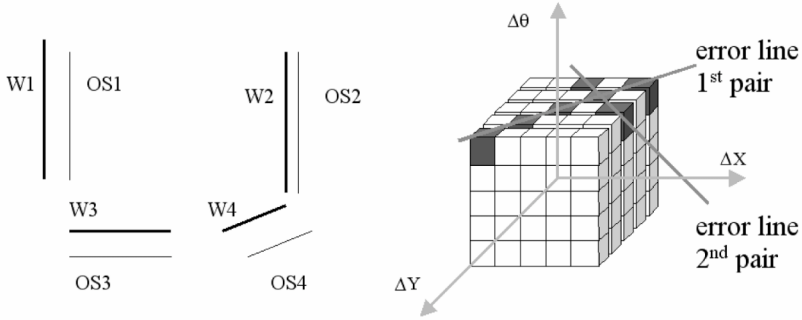 W1
OS1
W2
OS2
W3
W4
OS3
OS4
Δθ
ΔX
ΔY
error line
1st pair
error line
2nd pair